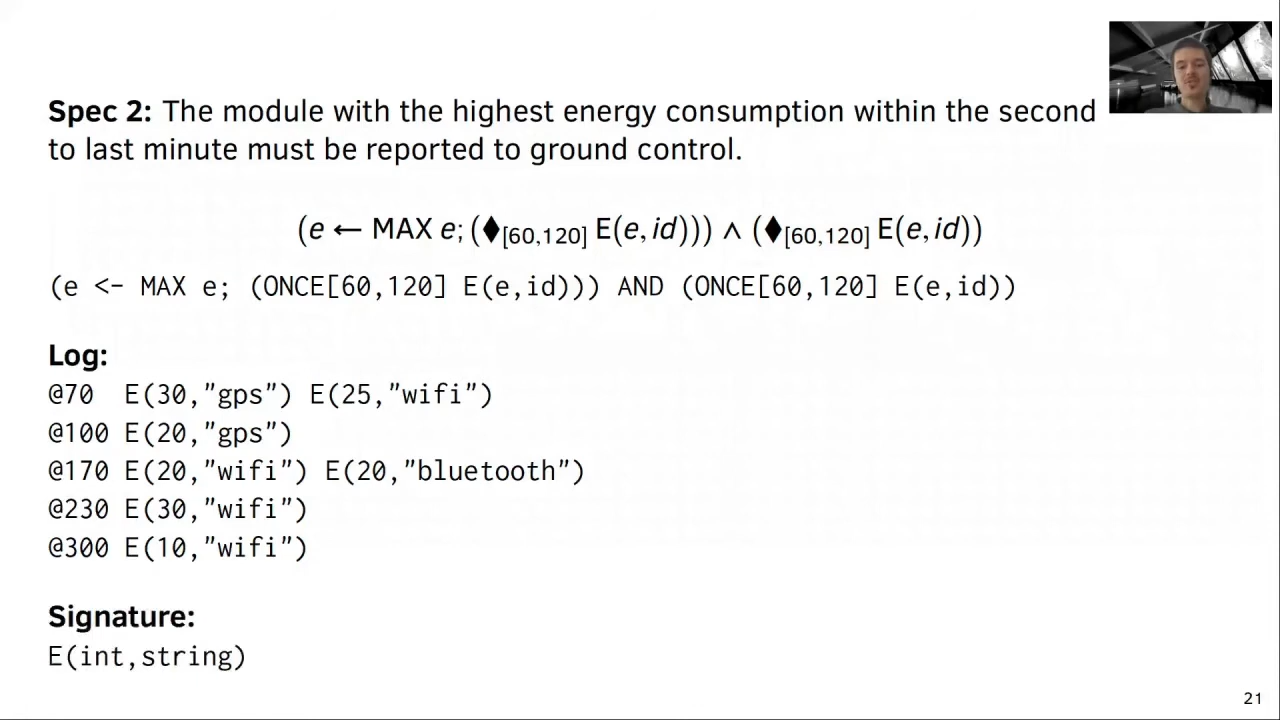 Spec 2: The module with the highest energy consumption within the second
to last minute must be reported to ground control.
(e ← MAX e; (♦[60,120] E(e, id))) ∧ (♦[60,120] E(e, id))
(e <- MAX e; (ONCE[60,120] E(e,id))) AND (ONCE[60,120] E(e,id))
Log:
@70  E(30,"gps") E(25,"wifi")
@100 E(20,"gps")
@170 E(20,"wifi") E(20,"bluetooth")
@230 E(30,"wifi")
@300 E(10,"wifi")
Signature:
E(int,string)
21